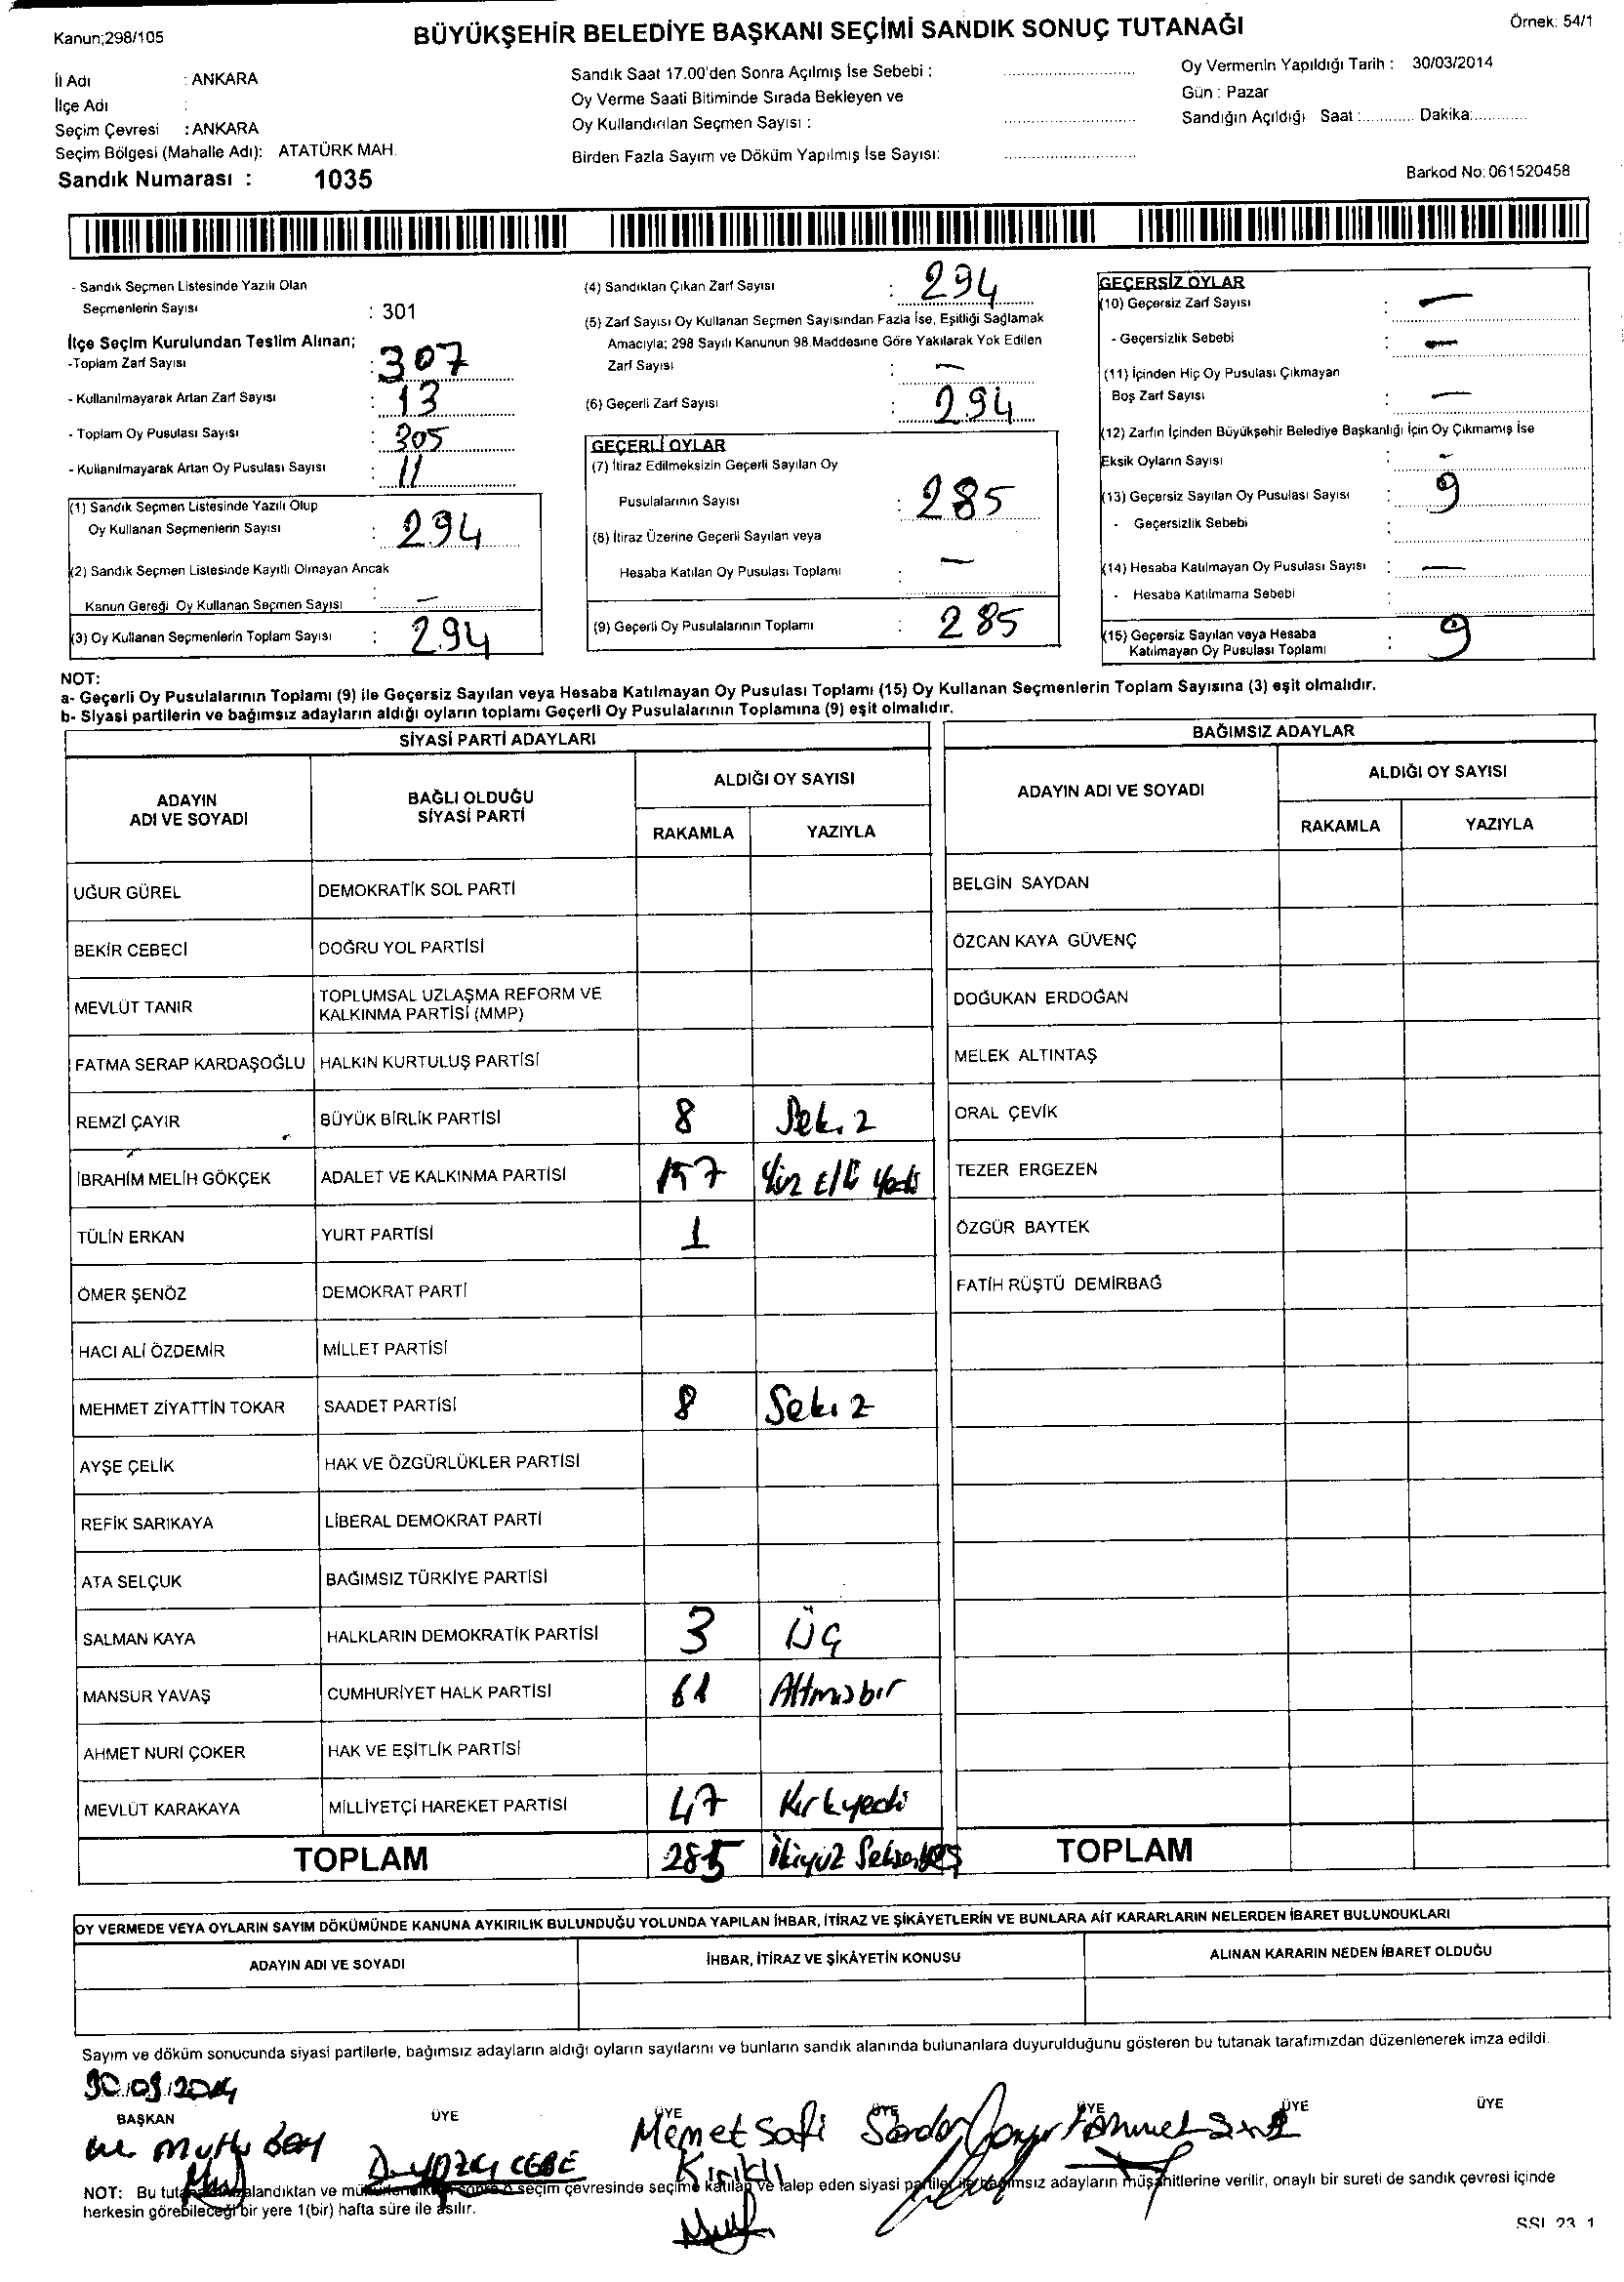 Kanun;298/105
BÜYÜKŞEHİR BELEDİYE BAŞKANI SEÇİMİ SANDIK SONUÇ TUTANAĞI
Örnek: 54/1
İl Adı : ANKARA
İlçe Adı :
Seçim Çevresi : ANKARA
Seçim Bölgesi (Mahalle Adı): ATATÜRK MAH.
Sandık Numarası : 1035
Sandık Saat 17.00'den Sonra Açılmış İse Sebebi :
Oy Verme Saati Bitiminde Sırada Bekleyen ve
Oy Kullandırılan Seçmen Sayısı :
Birden Fazla Sayım ve Döküm Yapılmış İse Sayısı:
Oy Vermenin Yapıldığı Tarih : 30/03/2014
Gün : Pazar
Sandığın Açıldığı Saat :............ Dakika:............
Barkod No: 061520458
- Sandık Seçmen Listesinde Yazılı Olan
Seçmenlerin Sayısı : 301
İlçe Seçim Kurulundan Teslim Alınan;
-Toplam Zarf Sayısı : 307
- Kullanılmayarak Artan Zarf Sayısı : 13
- Toplam Oy Pusulası Sayısı : 305
- Kullanılmayarak Artan Oy Pusulası Sayısı : 11
(1) Sandık Seçmen Listesinde Yazılı Olup
Oy Kullanan Seçmenlerin Sayısı : 294
(2) Sandık Seçmen Listesinde Kayıtlı Olmayan Ancak
Kanun Gereği Oy Kullanan Seçmen Sayısı : —
(3) Oy Kullanan Seçmenlerin Toplam Sayısı : 294
(4) Sandıktan Çıkan Zarf Sayısı : 294
(5) Zarf Sayısı Oy Kullanan Seçmen Sayısından Fazla İse, Eşitliği Sağlamak
Amacıyla; 298 Sayılı Kanunun 98.Maddesine Göre Yakılarak Yok Edilen
Zarf Sayısı : —
(6) Geçerli Zarf Sayısı : 294
GEÇERLİ OYLAR
(7) İtiraz Edilmeksizin Geçerli Sayılan Oy
Pusulalarının Sayısı : 285
(8) İtiraz Üzerine Geçerli Sayılan veya
Hesaba Katılan Oy Pusulası Toplamı : —
(9) Geçerli Oy Pusulalarının Toplamı : 285
GEÇERSİZ OYLAR
(10) Geçersiz Zarf Sayısı : —
- Geçersizlik Sebebi : —
(11) İçinden Hiç Oy Pusulası Çıkmayan
Boş Zarf Sayısı : —
(12) Zarfın İçinden Büyükşehir Belediye Başkanlığı İçin Oy Çıkmamış İse
Eksik Oyların Sayısı : -
(13) Geçersiz Sayılan Oy Pusulası Sayısı : 9
- Geçersizlik Sebebi :
(14) Hesaba Katılmayan Oy Pusulası Sayısı : —
- Hesaba Katılmama Sebebi :
(15) Geçersiz Sayılan veya Hesaba
Katılmayan Oy Pusulası Toplamı : 9
NOT:
a- Geçerli Oy Pusulalarının Toplamı (9) ile Geçersiz Sayılan veya Hesaba Katılmayan Oy Pusulası Toplamı (15) Oy Kullanan Seçmenlerin Toplam Sayısına (3) eşit olmalıdır.
b- Siyasi partilerin ve bağımsız adayların aldığı oyların toplamı Geçerli Oy Pusulalarının Toplamına (9) eşit olmalıdır.
SİYASİ PARTİ ADAYLARI
ADAYIN ADI VE SOYADI
BAĞLI OLDUĞU SİYASİ PARTİ
ALDIĞI OY SAYISI
RAKAMLA YAZIYLA
UĞUR GÜREL DEMOKRATİK SOL PARTİ
BEKİR CEBECİ DOĞRU YOL PARTİSİ
MEVLÜT TANIR TOPLUMSAL UZLAŞMA REFORM VE
KALKINMA PARTİSİ (MMP)
FATMA SERAP KARDAŞOĞLU HALKIN KURTULUŞ PARTİSİ
REMZİ ÇAYIR BÜYÜK BİRLİK PARTİSİ 8 Sekiz
İBRAHİM MELİH GÖKÇEK ADALET VE KALKINMA PARTİSİ 157 Yüz elli Yedi
TÜLİN ERKAN YURT PARTİSİ 1
ÖMER ŞENÖZ DEMOKRAT PARTİ
HACI ALİ ÖZDEMİR MİLLET PARTİSİ
MEHMET ZİYATTİN TOKAR SAADET PARTİSİ 8 Sekiz
AYŞE ÇELİK HAK VE ÖZGÜRLÜKLER PARTİSİ
REFİK SARIKAYA LİBERAL DEMOKRAT PARTİ
ATA SELÇUK BAĞIMSIZ TÜRKİYE PARTİSİ
SALMAN KAYA HALKLARIN DEMOKRATİK PARTİSİ 3 Üç
MANSUR YAVAŞ CUMHURİYET HALK PARTİSİ 61 Altmışbir
AHMET NURİ ÇOKER HAK VE EŞİTLİK PARTİSİ
MEVLÜT KARAKAYA MİLLİYETÇİ HAREKET PARTİSİ 47 Kırkyedi
TOPLAM 285 İkiyüz Seksenbeş
BAĞIMSIZ ADAYLAR
ADAYIN ADI VE SOYADI
ALDIĞI OY SAYISI
RAKAMLA YAZIYLA
BELGİN SAYDAN
ÖZCAN KAYA GÜVENÇ
DOĞUKAN ERDOĞAN
MELEK ALTINTAŞ
ORAL ÇEVİK
TEZER ERGEZEN
ÖZGÜR BAYTEK
FATİH RÜŞTÜ DEMİRBAĞ
TOPLAM
OY VERMEDE VEYA OYLARIN SAYIM DÖKÜMÜNDE KANUNA AYKIRILIK BULUNDUĞU YOLUNDA YAPILAN İHBAR, İTİRAZ VE ŞİKÂYETLERİN VE BUNLARA AİT KARARLARIN NELERDEN İBARET BULUNDUKLARI
ADAYIN ADI VE SOYADI İHBAR, İTİRAZ VE ŞİKÂYETİN KONUSU ALINAN KARARIN NEDEN İBARET OLDUĞU
Sayım ve döküm sonucunda siyasi partilerle, bağımsız adayların aldığı oyların sayılarını ve bunların sandık alanında bulunanlara duyurulduğunu gösteren bu tutanak tarafımızdan düzenlenerek imza edildi.
30.03.2014
BAŞKAN ÜYE ÜYE ÜYE ÜYE ÜYE ÜYE
Memet Safi
Kırıklı
NOT: Bu tutanak imzalandıktan ve mühürlendikten sonra o seçim çevresinde seçime katılan ve talep eden siyasi partiler ile bağımsız adayların müşahitlerine verilir, onaylı bir sureti de sandık çevresi içinde
herkesin görebileceği bir yere 1(bir) hafta süre ile asılır.